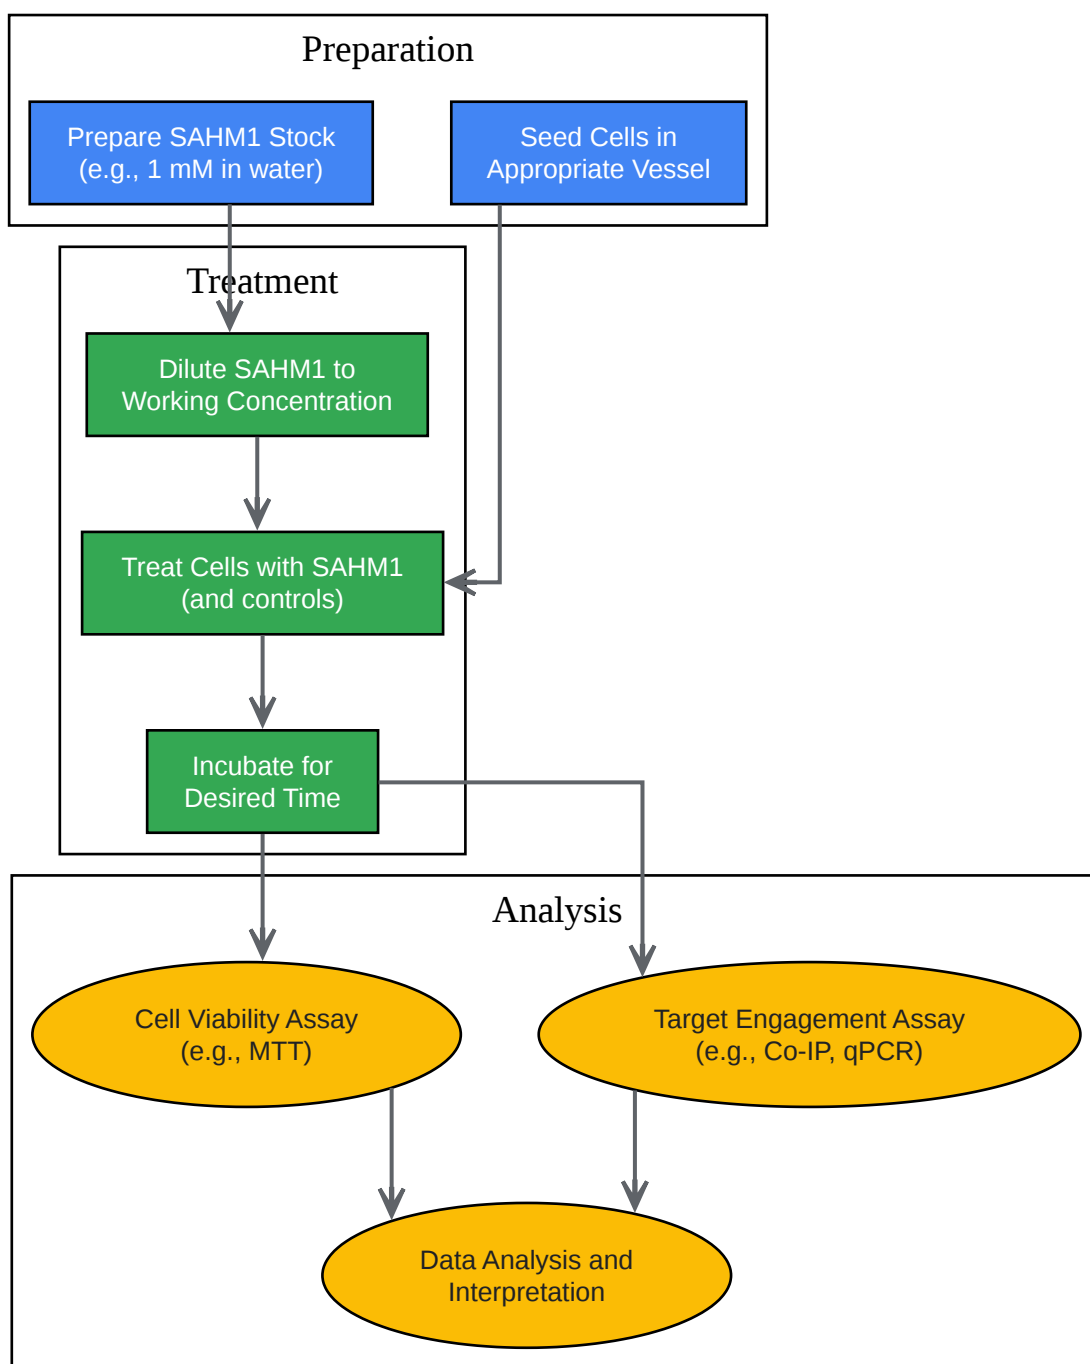 Preparation
Prepare SAHM1 Stock
(e.g., 1 mM in water)
Seed Cells in
Appropriate Vessel
Treatment
Dilute SAHM1 to
Working Concentration
Treat Cells with SAHM1
(and controls)
Incubate for
Desired Time
Analysis
Cell Viability Assay
(e.g., MTT)
Target Engagement Assay
(e.g., Co-IP, qPCR)
Data Analysis and
Interpretation